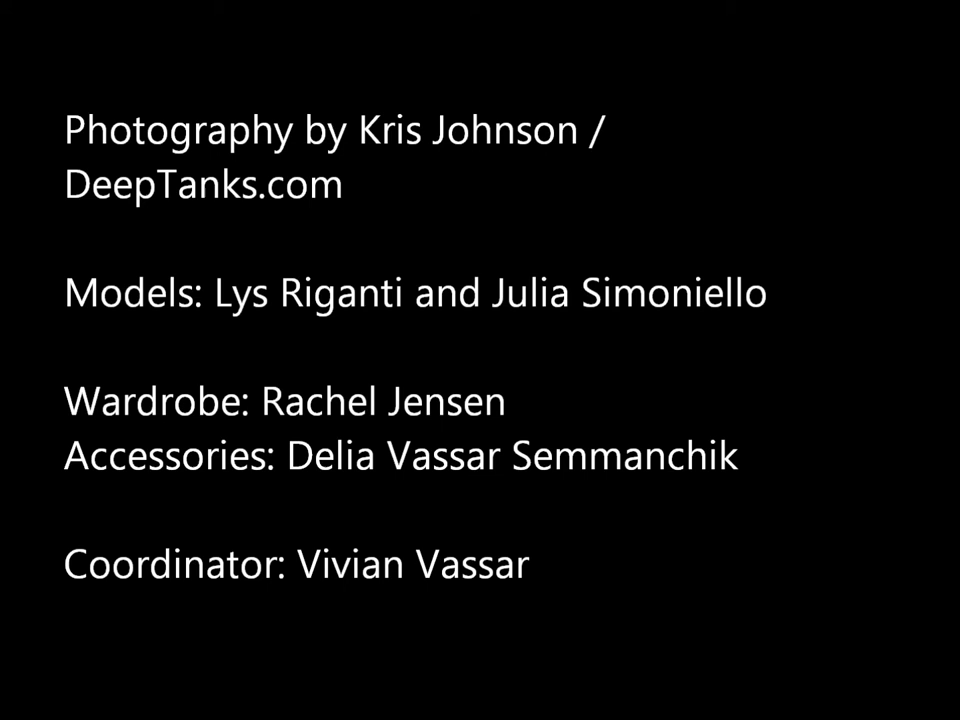 Photography by Kris Johnson /
DeepTanks.com
Models: Lys Riganti and Julia Simoniello
Wardrobe: Rachel Jensen
Accessories: Delia Vassar Semmanchik
Coordinator: Vivian Vassar